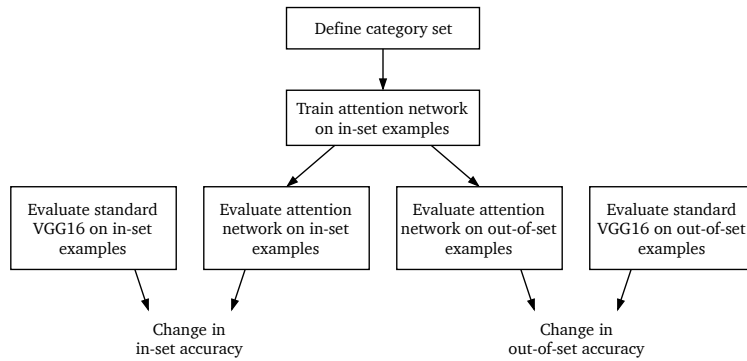 Define category set
Train attention network
on in-set examples
Evaluate standard
VGG16 on in-set
examples
Evaluate attention
network on in-set
examples
Evaluate attention
network on out-of-set
examples
Evaluate standard
VGG16 on out-of-set
examples
Change in
in-set accuracy
Change in
out-of-set accuracy